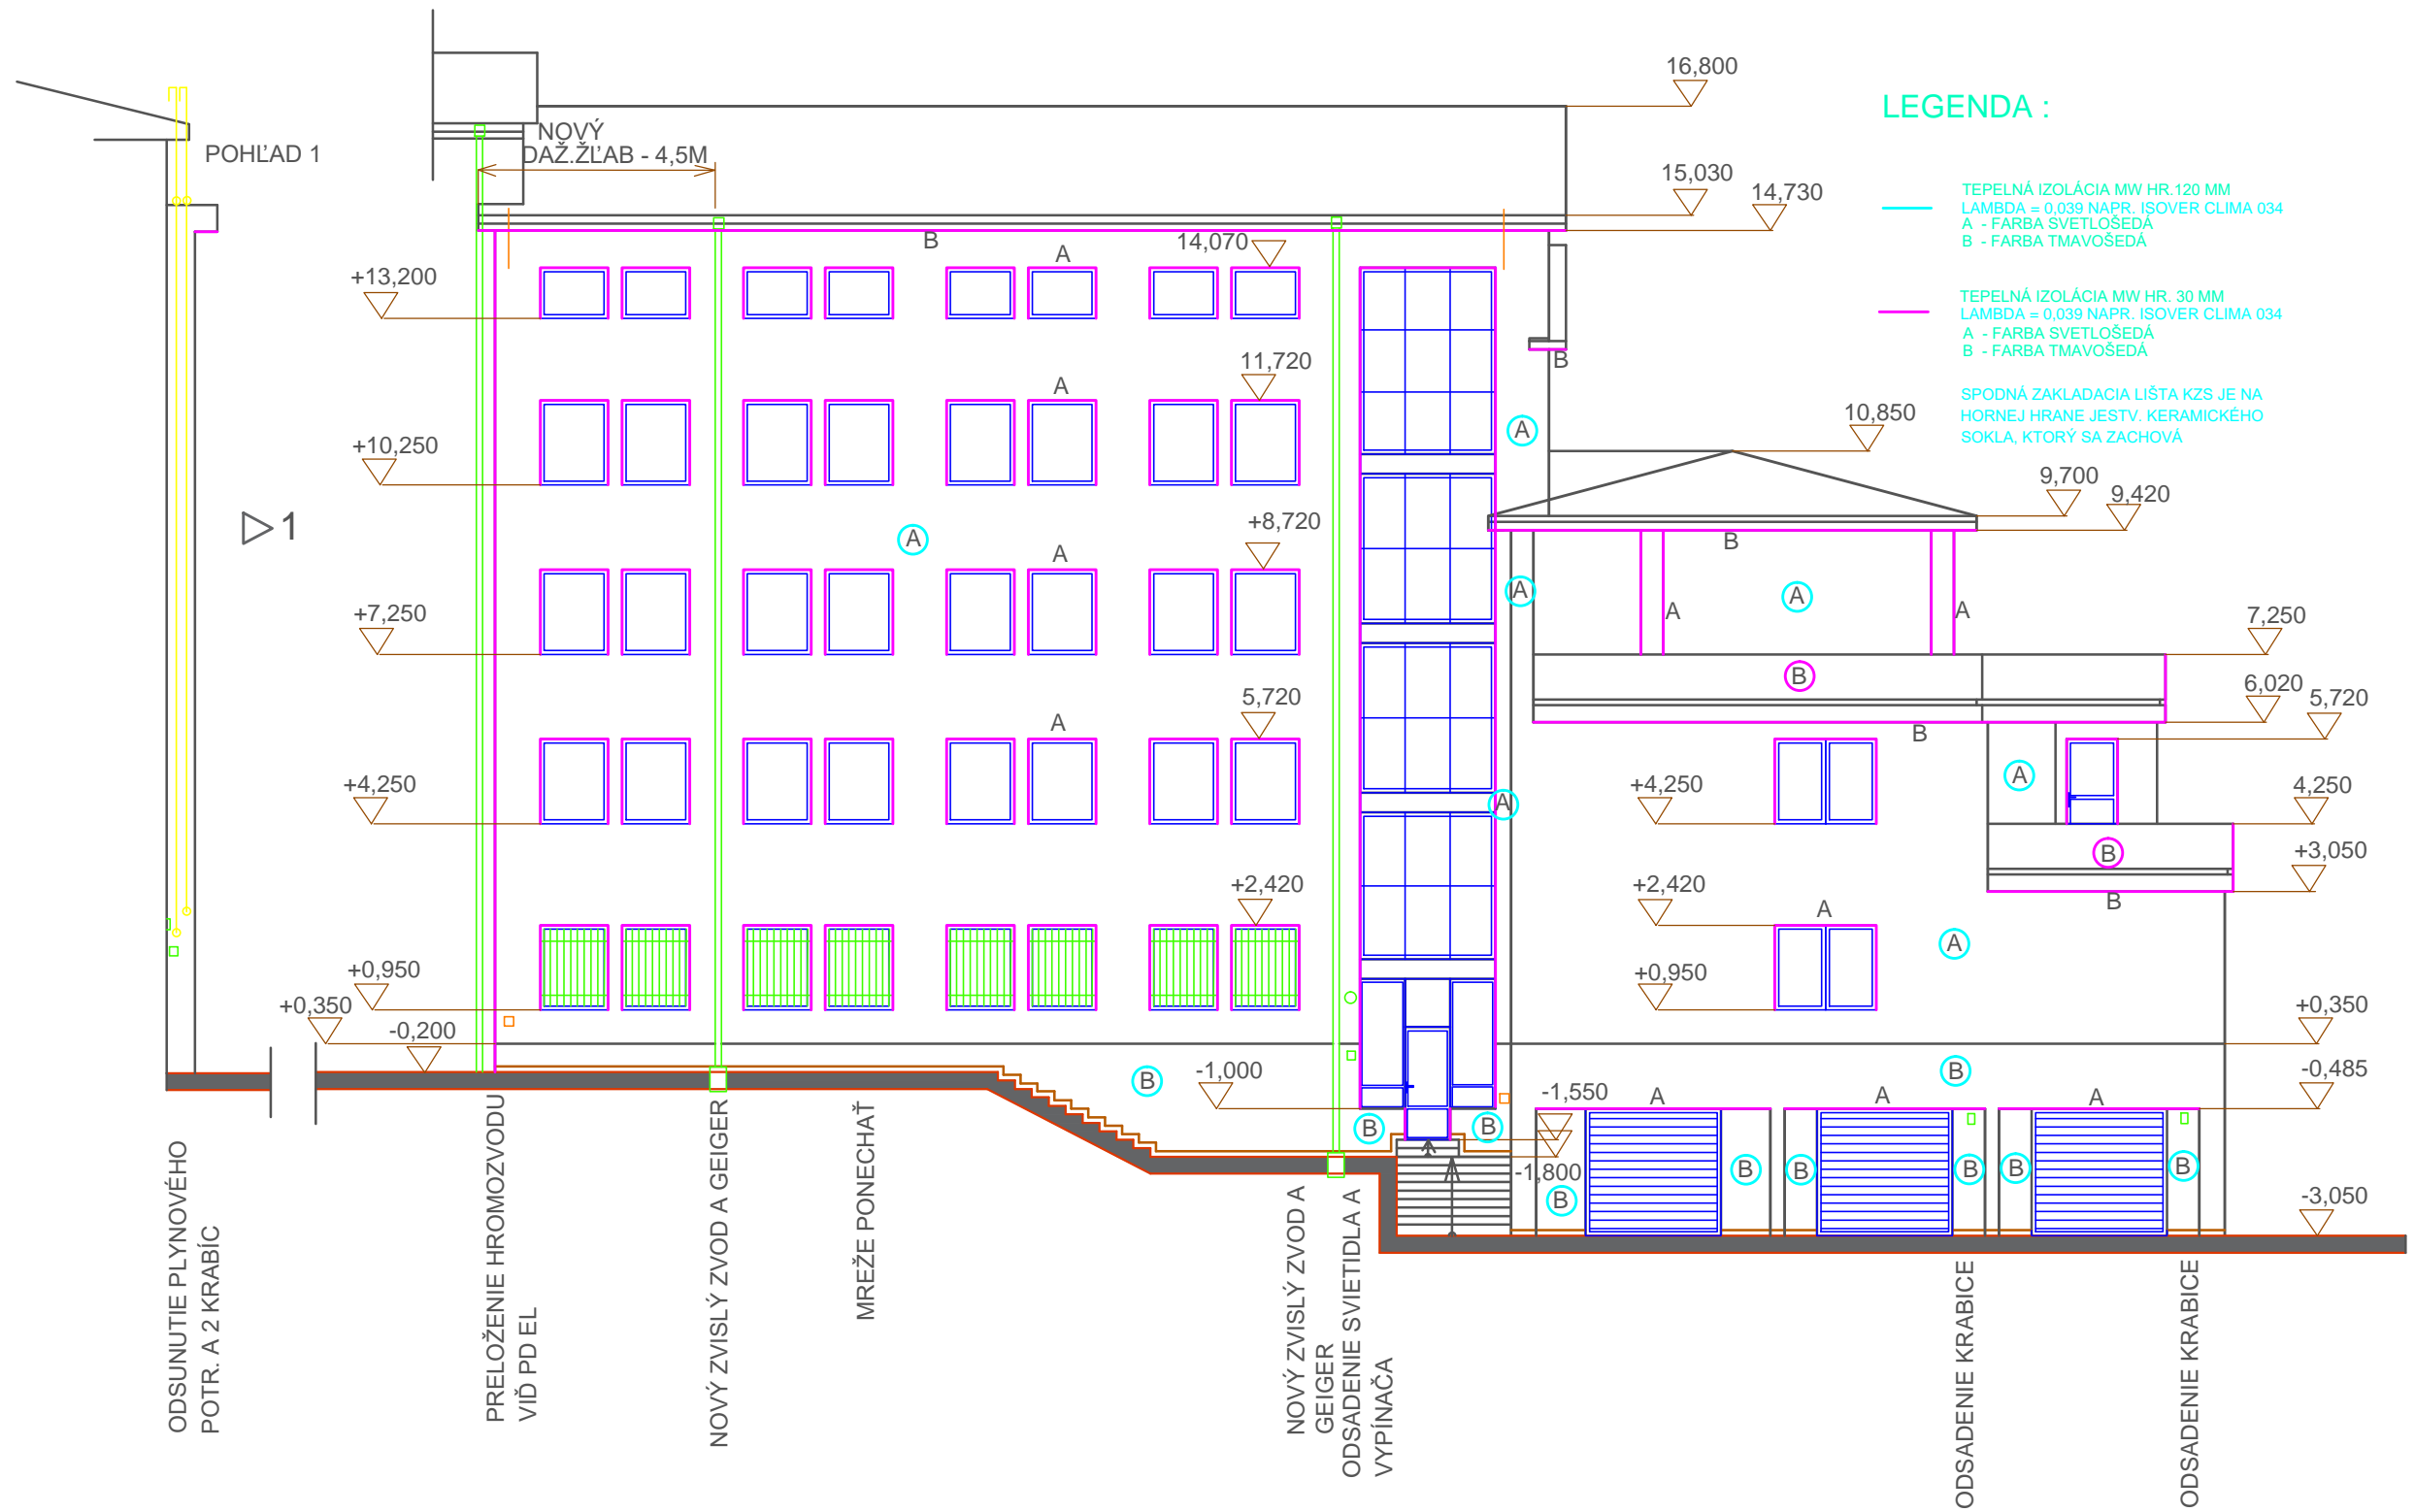 16,800
LEGENDA :
NOVÝ
DAŽ.ŽĽAB - 4,5M
POHĽAD 1
15,030
14,730
TEPELNÁ IZOLÁCIA MW HR.120 MM
LAMBDA = 0,039 NAPR. ISOVER CLIMA 034
A - FARBA SVETLOŠEDÁ
B - FARBA TMAVOŠEDÁ
B
A
14,070
+13,200
TEPELNÁ IZOLÁCIA MW HR. 30 MM
LAMBDA = 0,039 NAPR. ISOVER CLIMA 034
A - FARBA SVETLOŠEDÁ
B - FARBA TMAVOŠEDÁ
B
11,720
A
SPODNÁ ZAKLADACIA LIŠTA KZS JE NA
HORNEJ HRANE JESTV. KERAMICKÉHO
SOKLA, KTORÝ SA ZACHOVÁ
10,850
A
+10,250
9,700
9,420
1
A
+8,720
B
A
A
A
A
A
+7,250
7,250
B
6,020
5,720
5,720
A
B
A
+4,250
A
+4,250
4,250
B
+3,050
+2,420
+2,420
A
B
A
+0,950
+0,950
+0,350
-0,200
+0,350
B
-1,000
B
-0,485
-1,550
A
A
A
B
B
-1,800
B
B
B
B
B
B
-3,050
ODSUNUTIE PLYNOVÉHO
POTR. A 2 KRABÍC
PRELOŽENIE HROMOZVODU
VIĎ PD EL
NOVÝ ZVISLÝ ZVOD A GEIGER
MREŽE PONECHAŤ
NOVÝ ZVISLÝ ZVOD A
GEIGER
ODSADENIE SVIETIDLA A
VYPÍNAČA
ODSADENIE KRABICE
ODSADENIE KRABICE